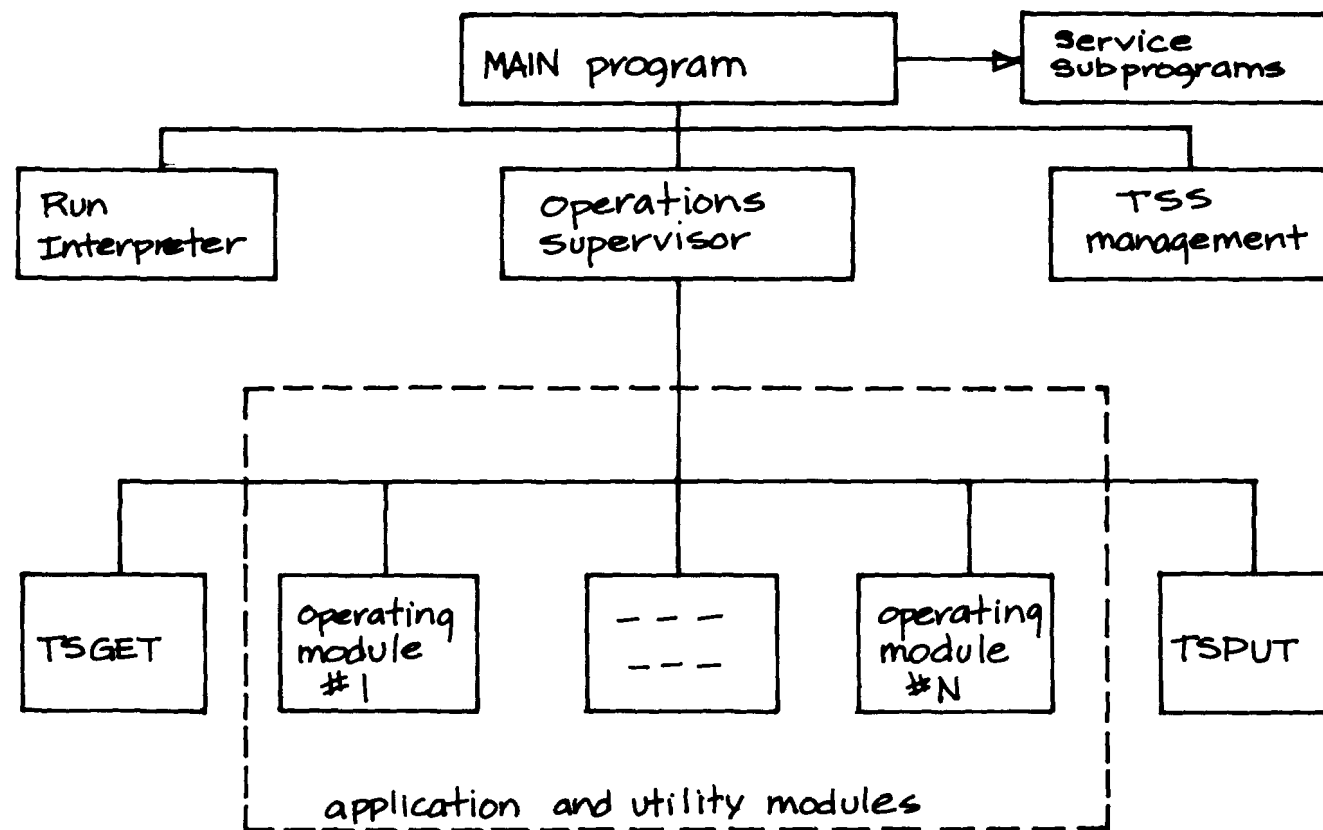 MAIN program
Service
Subprograms
Run
Interpreter
Operations
Supervisor
TSS
management
TSGET
operating
module
#1
operating
module
#N
TSPUT
application and utility modules